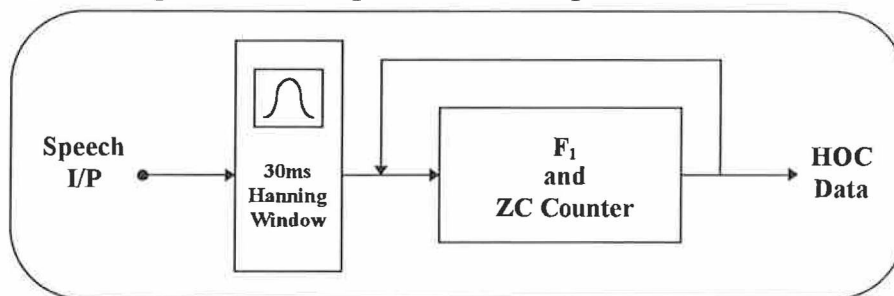 Speech
I/P
30ms
Hanning
Window
F₁
and
ZC Counter
HOC
Data